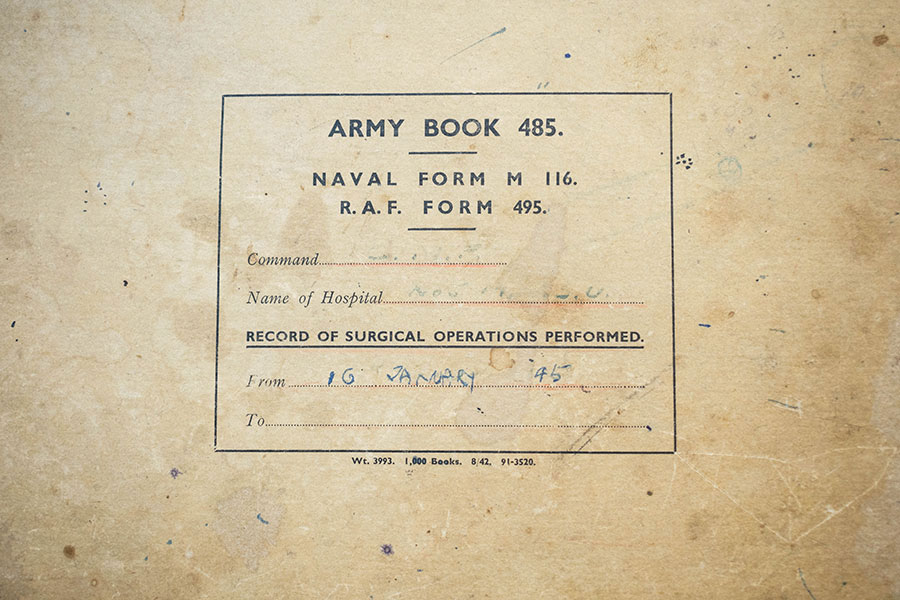 ARMY BOOK 485.
NAVAL FORM M 116.
R.A.F. FORM 495.
Command
Name of Hospital
RECORD OF SURGICAL OPERATIONS PERFORMED.
From 16 JANUARY 45
To
Wt. 3993. 1,000 Books. 8/42. 91-3520.